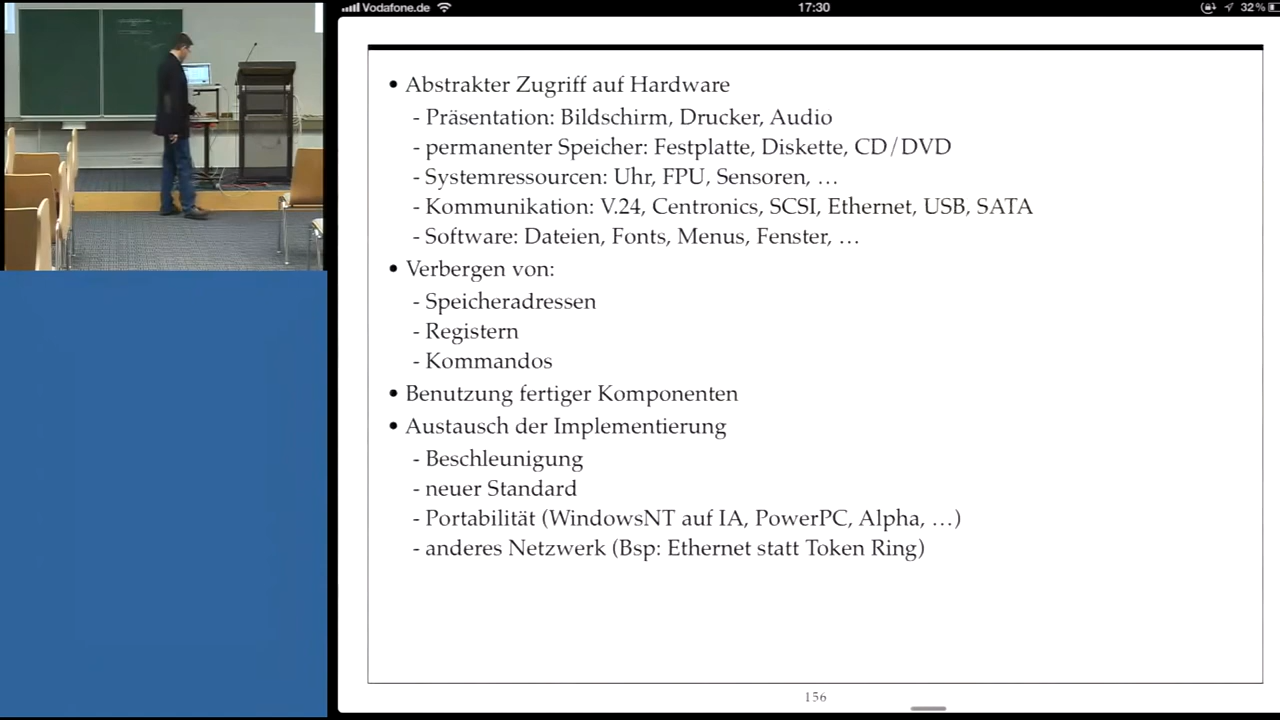 Vodafone.de 17:30 32%
• Abstrakter Zugriff auf Hardware
- Präsentation: Bildschirm, Drucker, Audio
- permanenter Speicher: Festplatte, Diskette, CD/DVD
- Systemressourcen: Uhr, FPU, Sensoren, …
- Kommunikation: V.24, Centronics, SCSI, Ethernet, USB, SATA
- Software: Dateien, Fonts, Menus, Fenster, …
• Verbergen von:
- Speicheradressen
- Registern
- Kommandos
• Benutzung fertiger Komponenten
• Austausch der Implementierung
- Beschleunigung
- neuer Standard
- Portabilität (WindowsNT auf IA, PowerPC, Alpha, …)
- anderes Netzwerk (Bsp: Ethernet statt Token Ring)
156